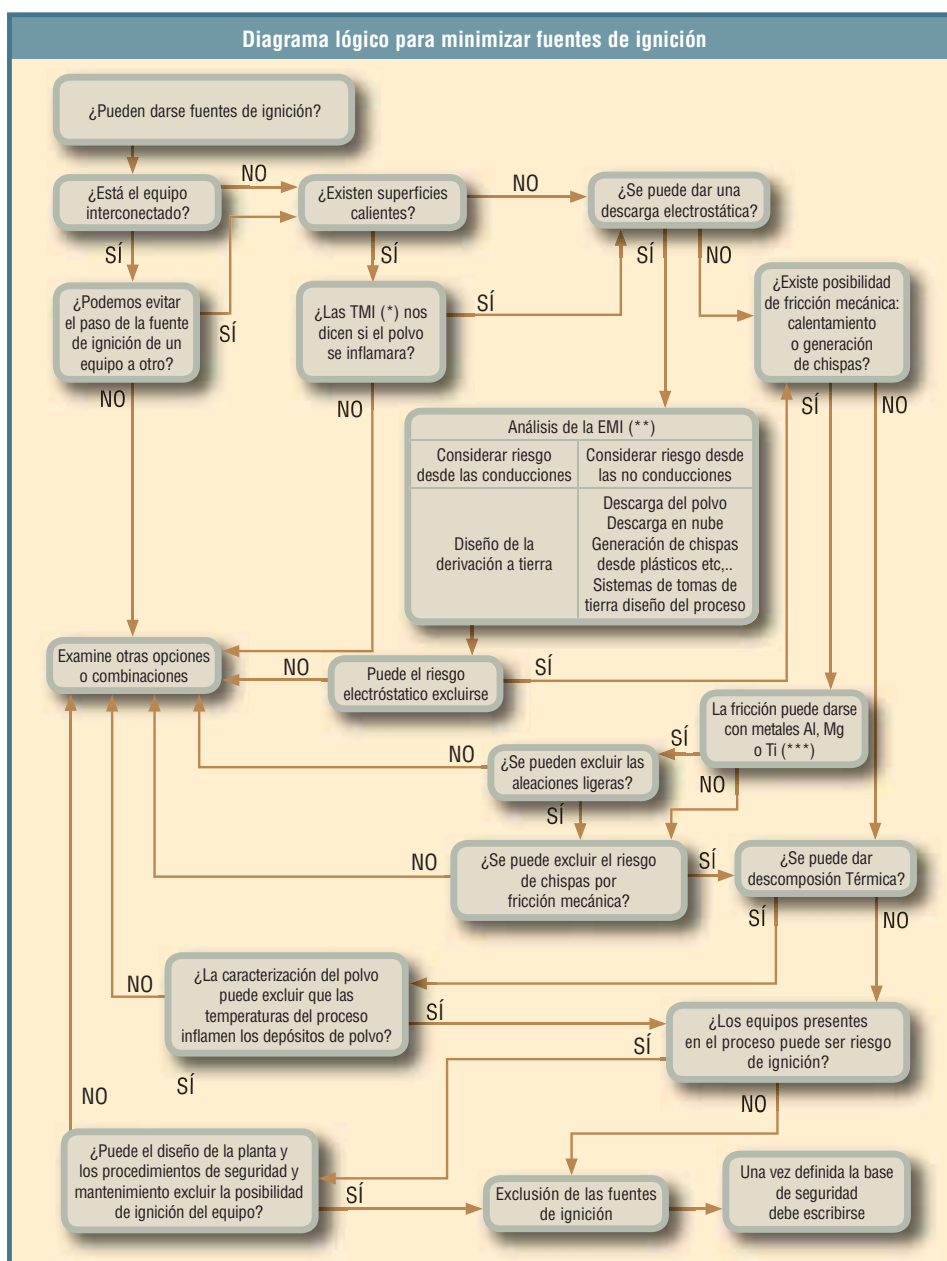 Diagrama lógico para minimizar fuentes de ignición
¿Pueden darse fuentes de ignición?
NO
NO
¿Está el equipo
interconectado?
¿Existen superficies
calientes?
¿Se puede dar una
descarga electrostática?
SÍ
SÍ
SÍ
NO
¿Podemos evitar
el paso de la fuente
de ignición de un
equipo a otro?
SÍ
¿Las TMI (*) nos
dicen si el polvo
se inflamara?
SÍ
¿Existe posibilidad
de fricción mecánica:
calentamiento
o generación
de chispas?
NO
NO
SÍ
NO
Análisis de la EMI (**)
Considerar riesgo
desde las conducciones
Considerar riesgo desde
las no conducciones
Diseño de la
derivación a tierra
Descarga del polvo
Descarga en nube
Generación de chispas
desde plásticos etc,..
Sistemas de tomas de
tierra diseño del proceso
Examine otras opciones
o combinaciones
NO
Puede el riesgo
electróstatico excluirse
SÍ
La fricción puede darse
con metales Al, Mg
o Ti (***)
SÍ
NO
NO
¿Se pueden excluir las
aleaciones ligeras?
SÍ
NO
¿Se puede excluir el riesgo
de chispas por
fricción mecánica?
SÍ
¿Se puede dar
descomposión Térmica?
SÍ
NO
NO
¿La caracterización del polvo
puede excluir que las
temperaturas del proceso
inflamen los depósitos de polvo?
SÍ
¿Los equipos presentes
en el proceso puede ser riesgo
de ignición?
SÍ
SÍ
NO
NO
¿Puede el diseño de la planta y
los procedimientos de seguridad y
mantenimiento excluir la posibilidad
de ignición del equipo?
SÍ
Exclusión de las fuentes
de ignición
Una vez definida la base
de seguridad
debe escribirse